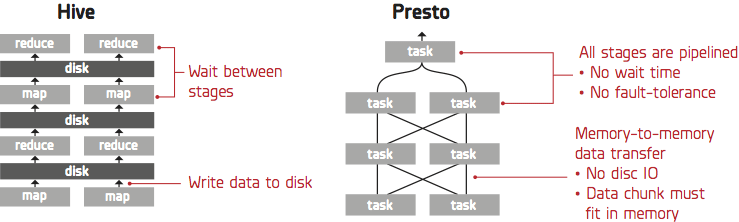 Hive
reduce reduce
disk
map map
disk
reduce reduce
disk
map map
Wait between
stages
Write data to disk
Presto
task
task task
task task
task task
All stages are pipelined
• No wait time
• No fault-tolerance
Memory-to-memory
data transfer
• No disc IO
• Data chunk must
fit in memory